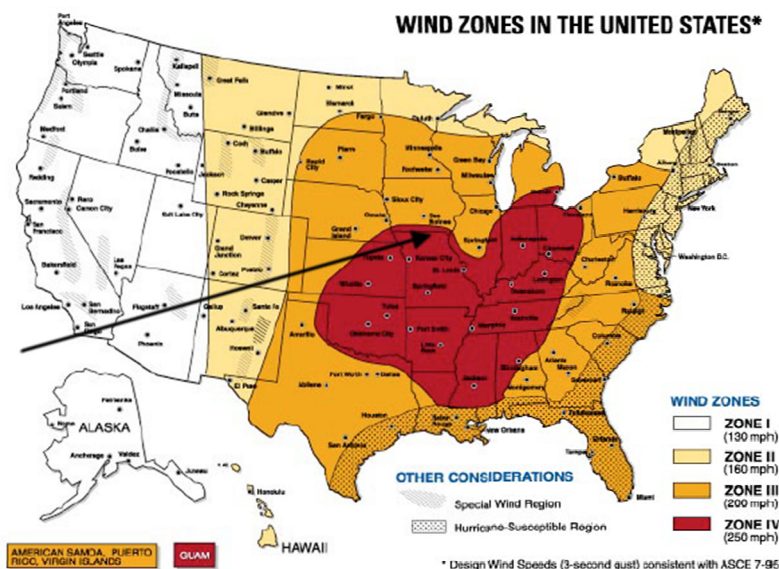 WIND ZONES IN THE UNITED STATES*
Port
Angeles
Seattle
Olympia
Spokane
Portland
Salem
Medford
Redding
Sacramento
San
Francisco
Reno
Carson City
Bakersfield
Las
Vegas
Los Angeles
San
Bernadino
San
Kalispell
Missoula
Butte
Boise
Pocatello
Jackson
Salt Lake City
Flagstaff
Phoenix
Great Falls
Glendive
Billings
Cody
Buffalo
Casper
Rock Springs
Cheyenne
Grand
Junction
Denver
Pueblo
Cortez
Gallup
Santa Fe
Albuquerque
Roswell
El Paso
Minot
Bismarck
Fargo
Duluth
Rapid
City
Pierre
Minneapolis
Rochester
Green Bay
Milwaukee
Sioux City
Des
Moines
Omaha
Grand
Island
Chicago
Springfield
Indianapolis
Topeka
Kansas City
St. Louis
Wichita
Springfield
Tulsa
Oklahoma City
Fort Smith
Little
Rock
Memphis
Nashville
Lexington
Amarillo
Abilene
Fort Worth
Dallas
Houston
San Antonio
Jackson
New Orleans
Birmingham
Montgomery
Atlanta
Macon
Savannah
Columbia
Raleigh
Roanoke
Charleston
Tallahassee
Orlando
Tampa
Miami
Buffalo
Harrisburg
Albany
Montpelier
Boston
New York
Washington D.C.
ALASKA
Fairbanks
Nome
Anchorage
Valdez
Juneau
Honolulu
HAWAII
WIND ZONES
ZONE I
(130 mph)
ZONE II
(160 mph)
ZONE III
(200 mph)
ZONE IV
(250 mph)
OTHER CONSIDERATIONS
Special Wind Region
Hurricane-Susceptible Region
AMERICAN SAMOA, PUERTO
RICO, VIRGIN ISLANDS
GUAM
* Design Wind Speeds (3-second gust) consistent with ASCE 7-95